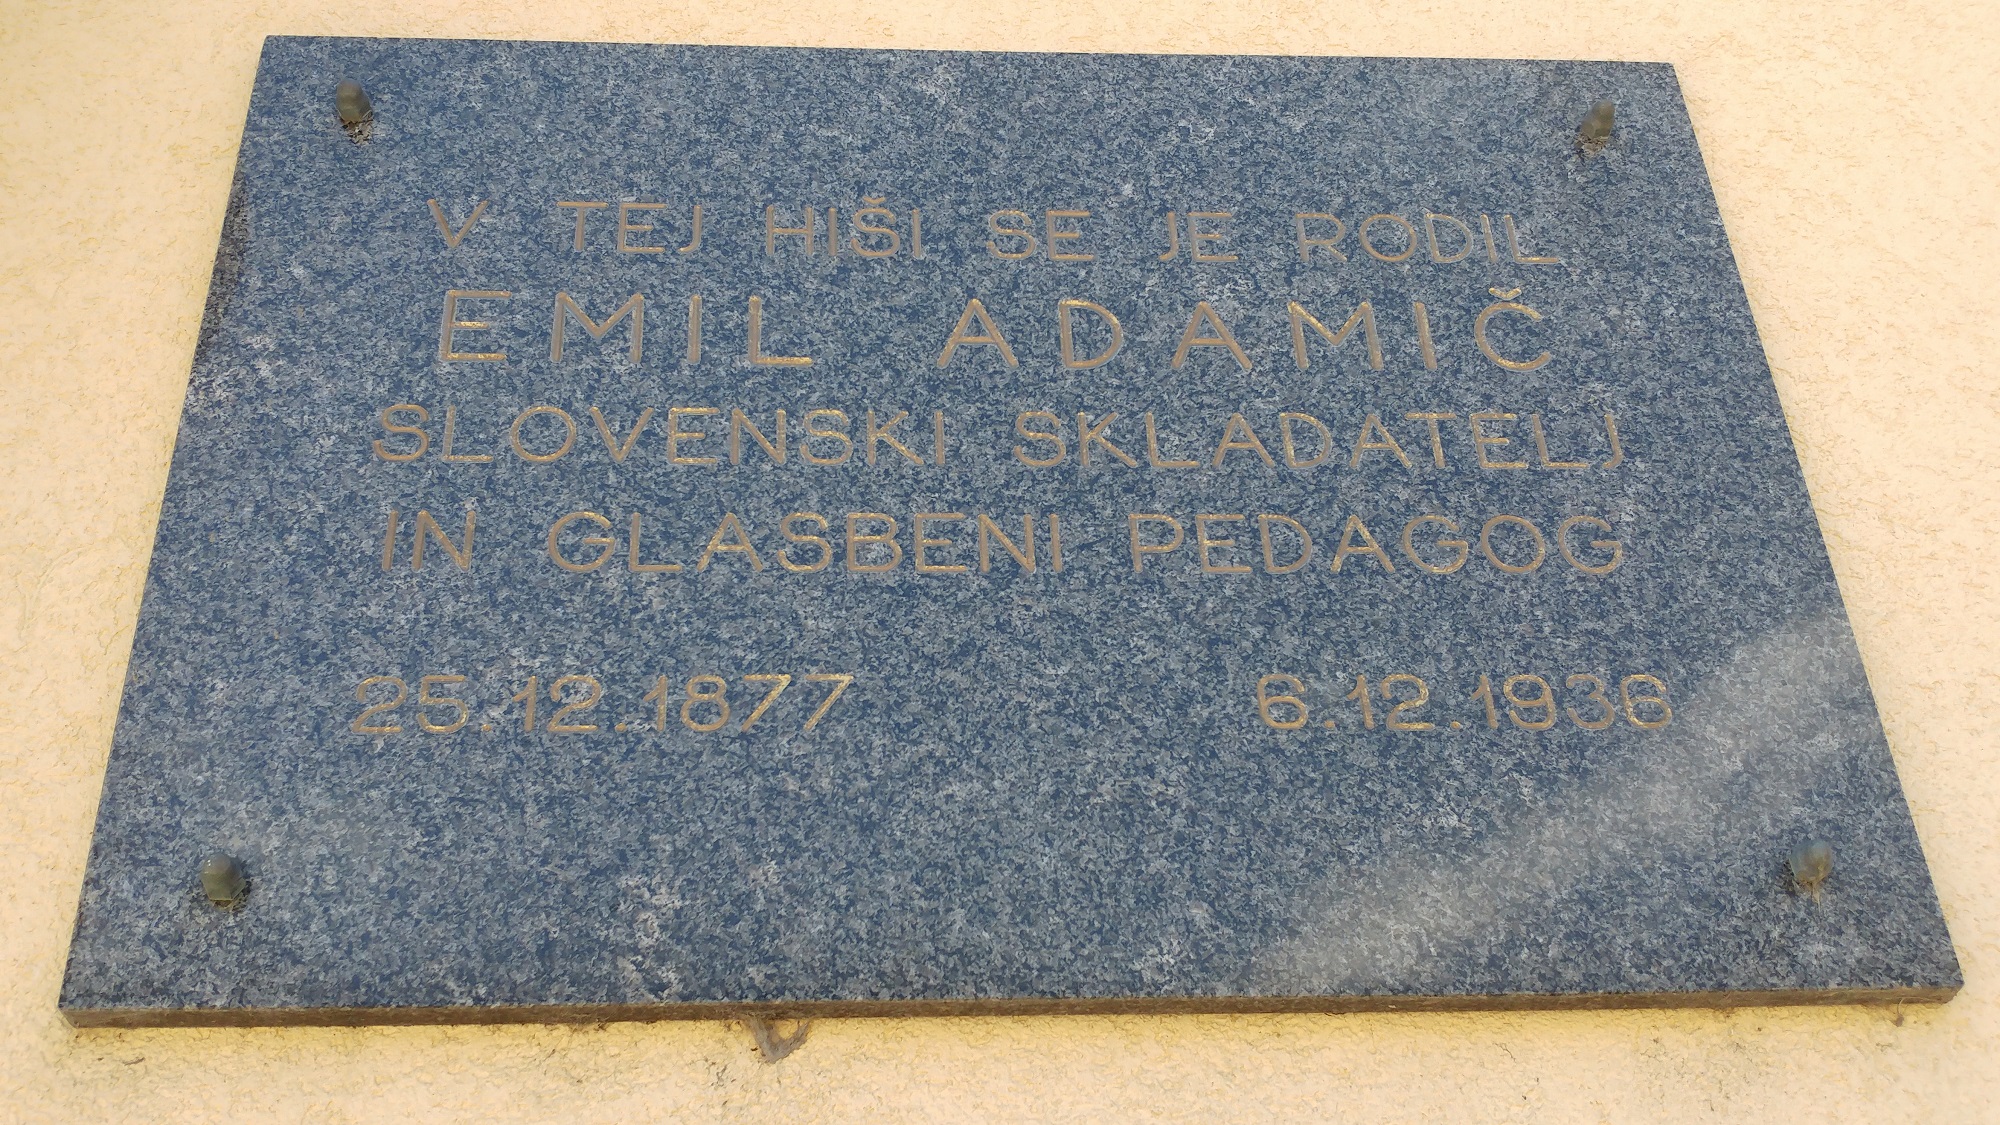 V TEJ HIŠI SE JE RODIL
EMIL ADAMIČ
SLOVENSKI SKLADATELJ
IN GLASBENI PEDAGOG
25.12.1877 6.12.1936